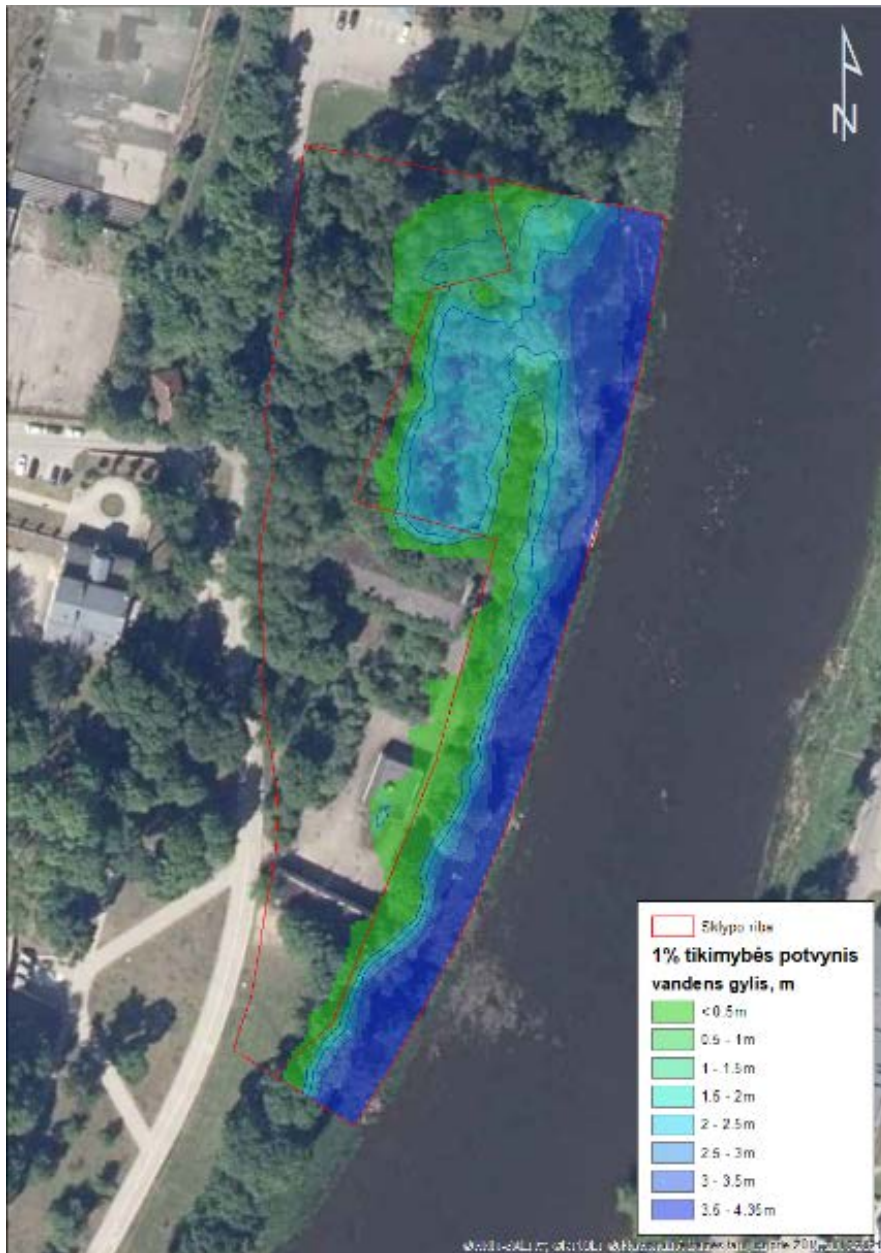 N
Sklypo riba
1% tikimybės potvynis
vandens gylis, m
<0.5m
0.5 - 1m
1 - 1.5m
1.5 - 2m
2 - 2.5m
2.5 - 3m
3 - 3.5m
3.5 - 4.35m